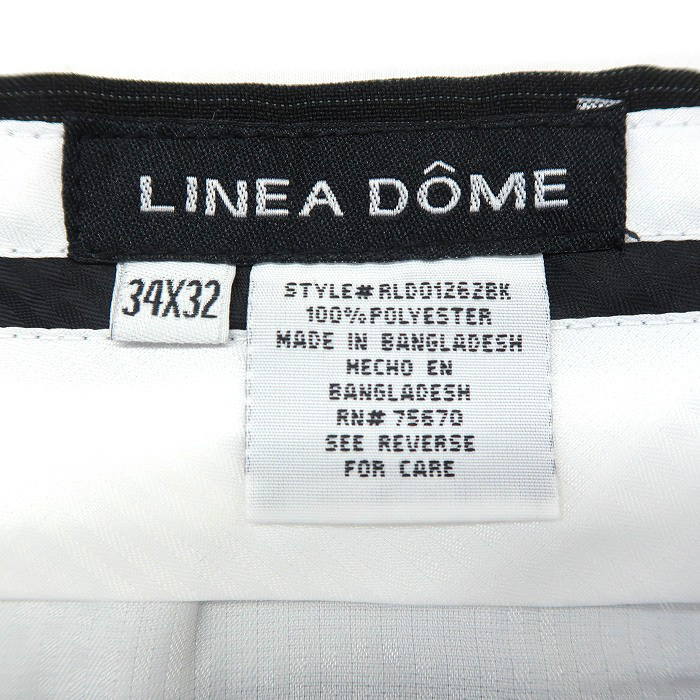 LINEA DÔME
34X32
STYLE# RLD01262BK
100% POLYESTER
MADE IN BANGLADESH
HECHO EN
BANGLADESH
RN# 75670
SEE REVERSE
FOR CARE